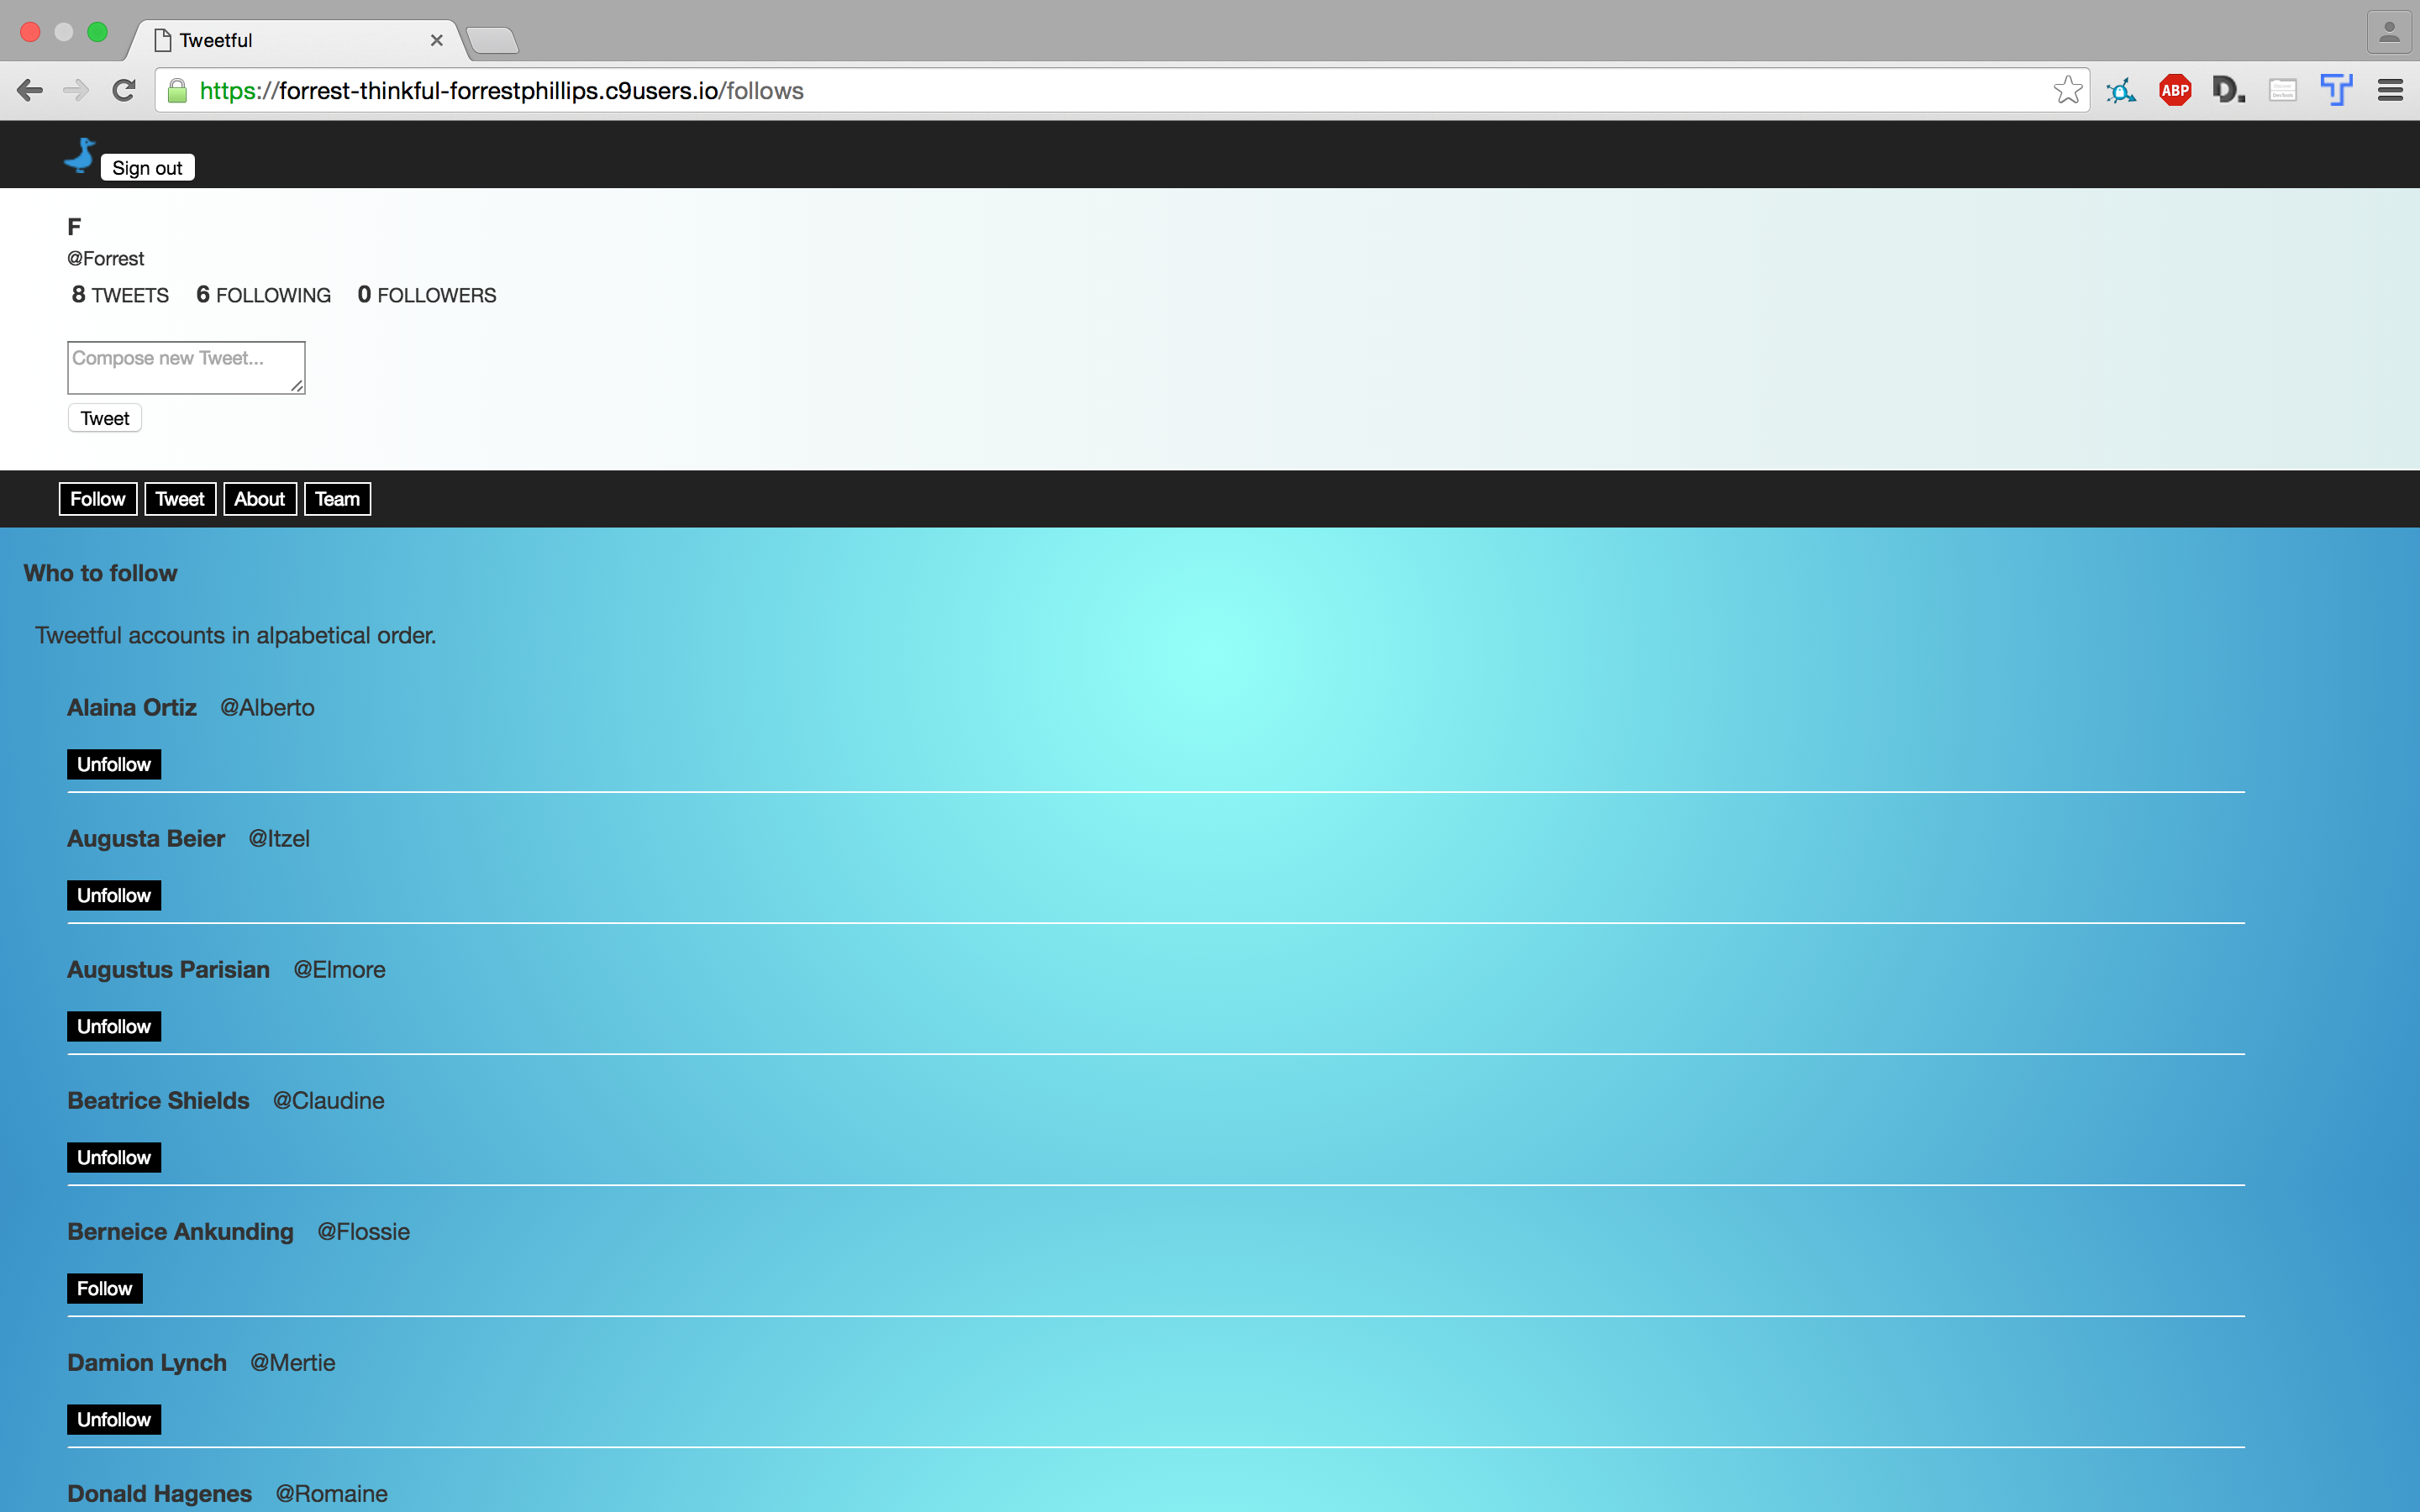 Tweetful
https://forrest-thinkful-forrestphillips.c9users.io/follows
ABP
D.
Sign out
F
@Forrest
8 TWEETS 6 FOLLOWING 0 FOLLOWERS
Compose new Tweet...
Tweet
Follow Tweet About Team
Who to follow
Tweetful accounts in alpabetical order.
Alaina Ortiz @Alberto
Unfollow
Augusta Beier @Itzel
Unfollow
Augustus Parisian @Elmore
Unfollow
Beatrice Shields @Claudine
Unfollow
Berneice Ankunding @Flossie
Follow
Damion Lynch @Mertie
Unfollow
Donald Hagenes @Romaine